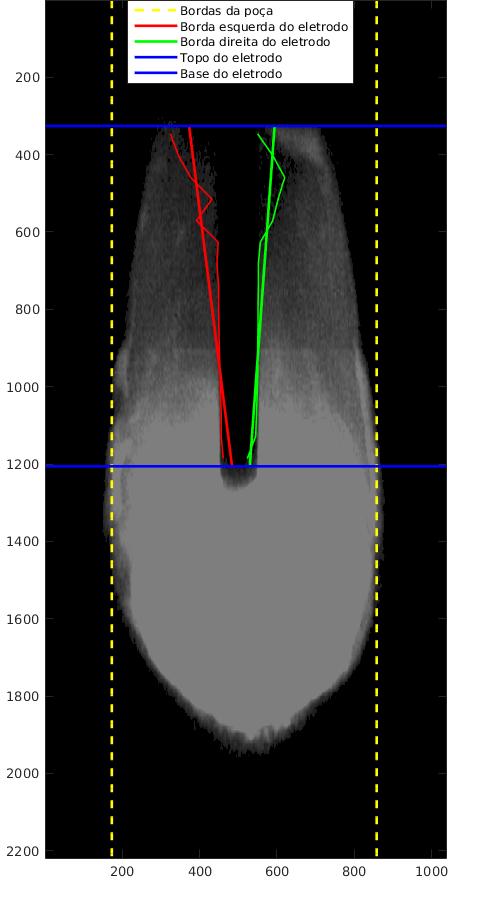 Bordas da poça
Borda esquerda do eletrodo
Borda direita do eletrodo
Topo do eletrodo
Base do eletrodo
200
400
600
800
1000
1200
1400
1600
1800
2000
2200
200 400 600 800 1000